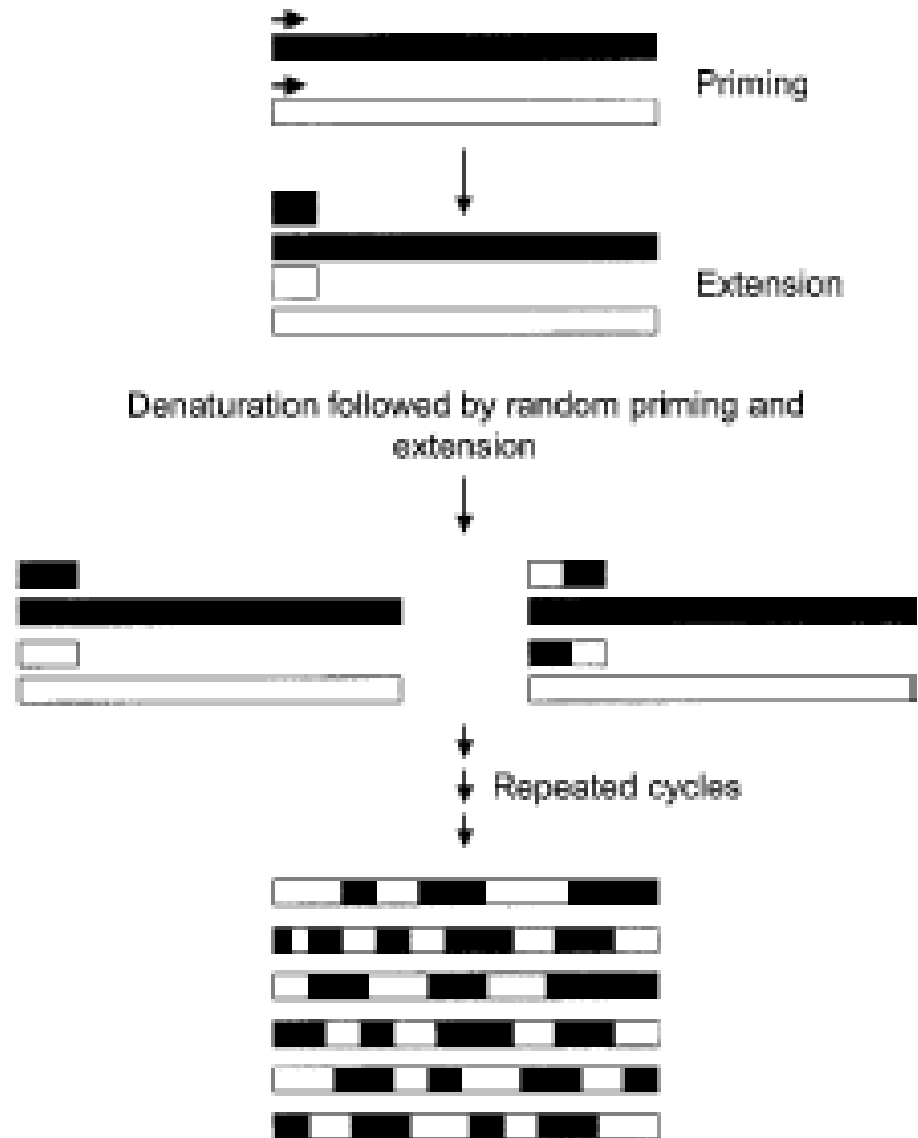 Priming
Extension
Denaturation followed by random priming and
extension
Repeated cycles